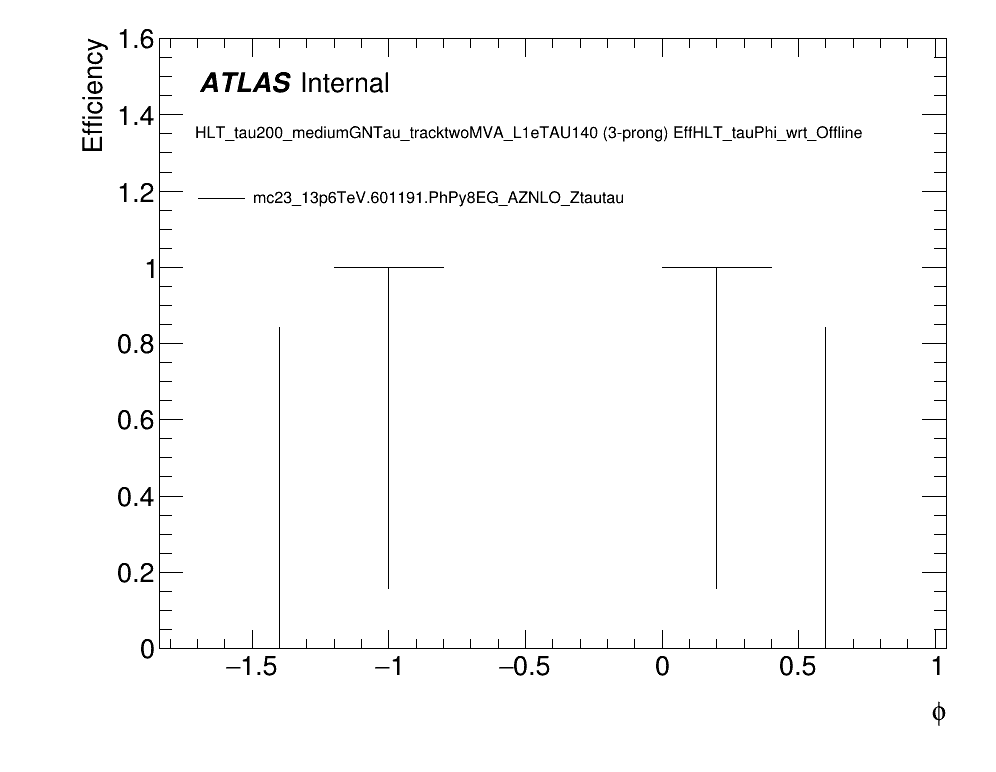 Efficiency
1.6
1.4
1.2
1
0.8
0.6
0.4
0.2
0
ATLAS Internal
HLT_tau200_mediumGNTau_tracktwoMVA_L1eTAU140 (3-prong) EffHLT_tauPhi_wrt_Offline
mc23_13p6TeV.601191.PhPy8EG_AZNLO_Ztautau
−1.5 −1 −0.5 0 0.5 1
ϕ